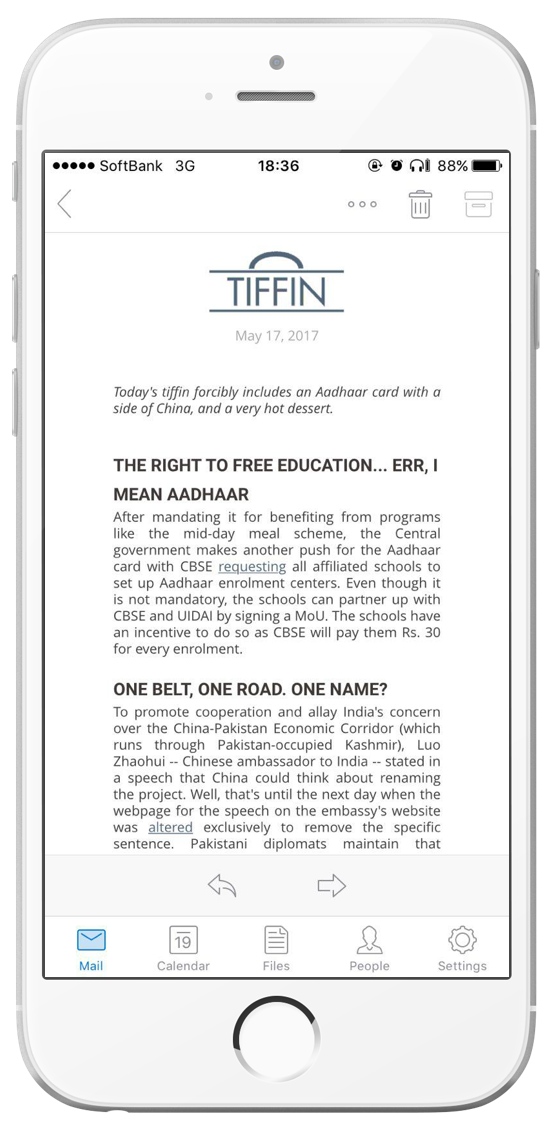 ●●●●● SoftBank 3G 18:36 88%
TIFFIN
May 17, 2017
Today's tiffin forcibly includes an Aadhaar card with a
side of China, and a very hot dessert.
THE RIGHT TO FREE EDUCATION... ERR, I
MEAN AADHAAR
After mandating it for benefiting from programs
like the mid-day meal scheme, the Central
government makes another push for the Aadhaar
card with CBSE requesting all affiliated schools to
set up Aadhaar enrolment centers. Even though it
is not mandatory, the schools can partner up with
CBSE and UIDAI by signing a MoU. The schools have
an incentive to do so as CBSE will pay them Rs. 30
for every enrolment.
ONE BELT, ONE ROAD. ONE NAME?
To promote cooperation and allay India's concern
over the China-Pakistan Economic Corridor (which
runs through Pakistan-occupied Kashmir), Luo
Zhaohui -- Chinese ambassador to India -- stated in
a speech that China could think about renaming
the project. Well, that's until the next day when the
webpage for the speech on the embassy's website
was altered exclusively to remove the specific
sentence. Pakistani diplomats maintain that
19
Mail Calendar Files People Settings